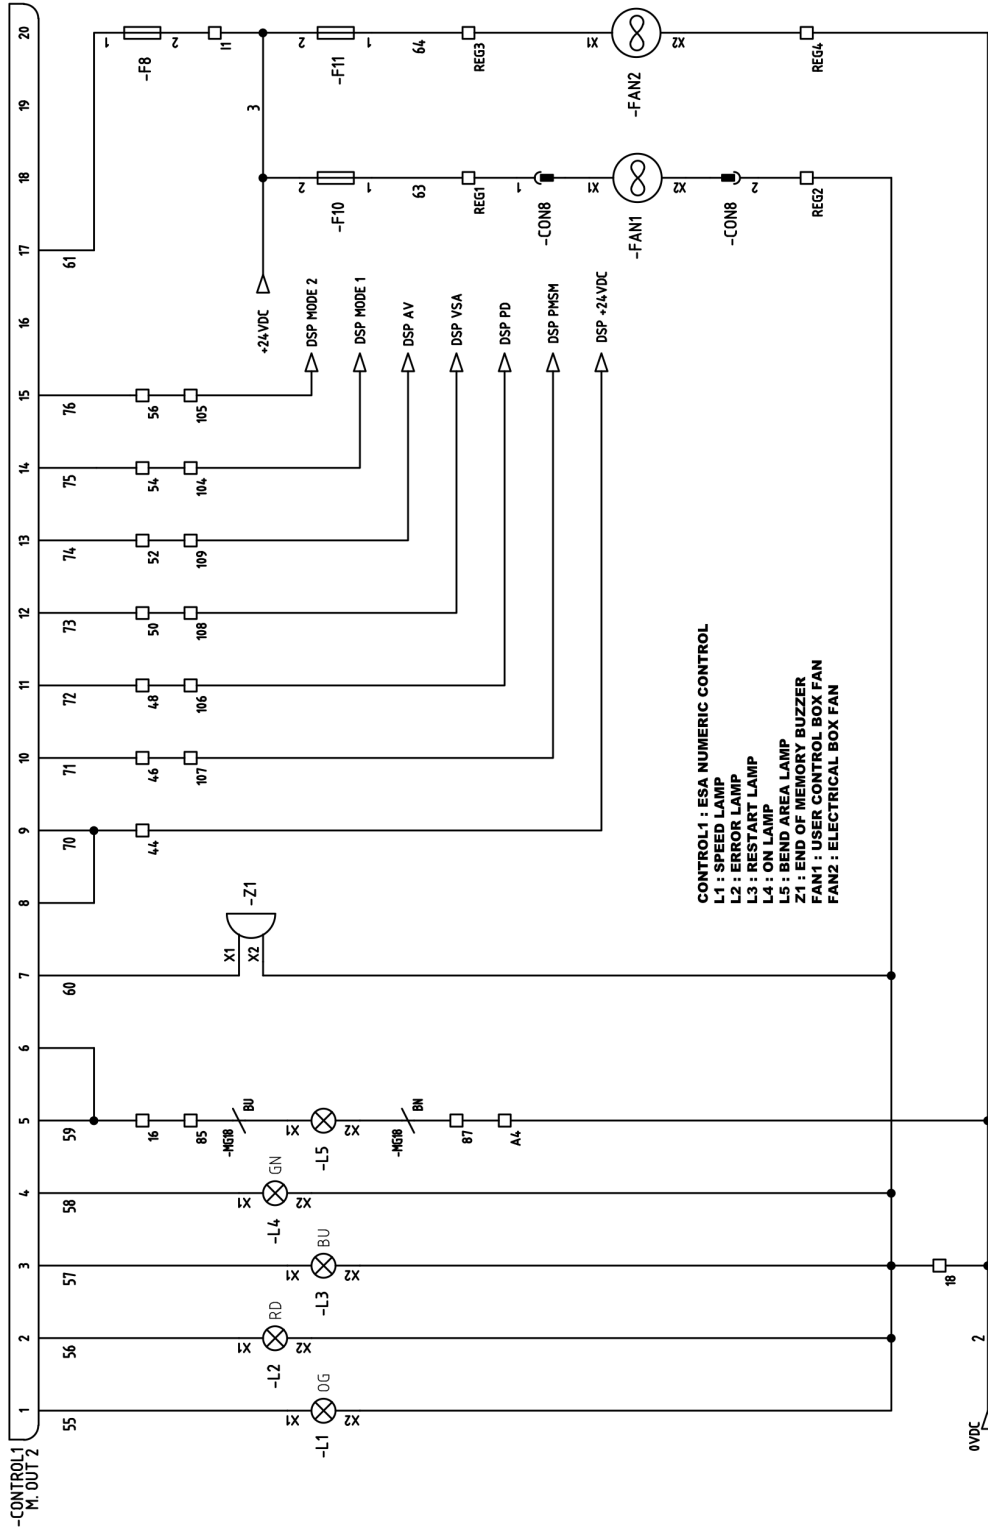 -CONTROL1
M. OUT 2
1
2
3
4
5
6
7
8
9
10
11
12
13
14
15
16
17
18
19
20
55
56
57
58
59
60
70
71
72
73
74
75
76
61
X1
-L1
OG
X2
X1
-L2
RD
X2
X1
-L3
BU
X2
X1
-L4
GN
X2
16
85
-MG18
BU
X1
-L5
X2
-MG18
BN
87
A4
X1
X2
-Z1
44
46
107
48
106
50
108
52
109
54
104
56
105
+24VDC
DSP MODE 2
DSP MODE 1
DSP AV
DSP VSA
DSP PD
DSP PMSM
DSP +24VDC
1
-F8
2
I1
3
2
-F11
1
64
REG3
X1
-FAN2
X2
REG4
2
-F10
1
63
REG1
1
-CON8
X1
-FAN1
X2
-CON8
2
REG2
CONTROL1 : ESA NUMERIC CONTROL
L1 : SPEED LAMP
L2 : ERROR LAMP
L3 : RESTART LAMP
L4 : ON LAMP
L5 : BEND AREA LAMP
Z1 : END OF MEMORY BUZZER
FAN1 : USER CONTROL BOX FAN
FAN2 : ELECTRICAL BOX FAN
18
2
0VDC